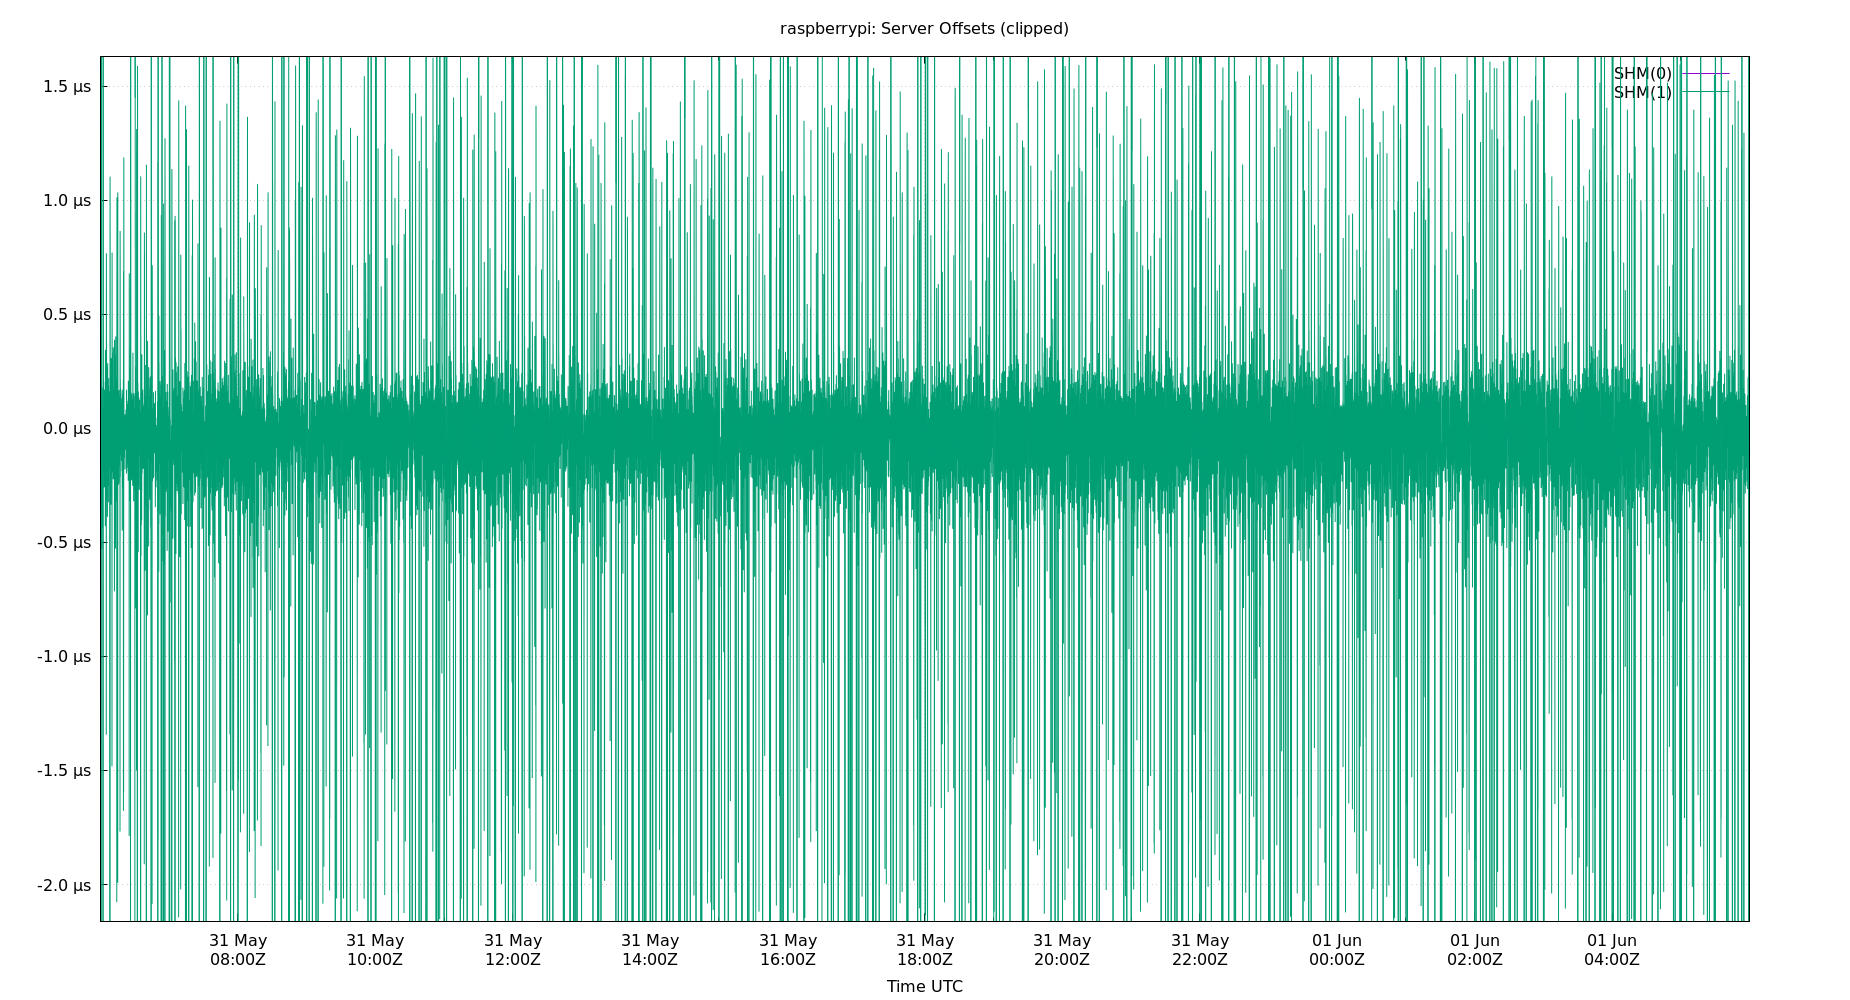 raspberrypi: Server Offsets (clipped)
SHM(0)
SHM(1)
1.5 µs
1.0 µs
0.5 µs
0.0 µs
-0.5 µs
-1.0 µs
-1.5 µs
-2.0 µs
31 May 31 May 31 May 31 May 31 May 31 May 31 May 31 May 01 Jun 01 Jun 01 Jun
08:00Z 10:00Z 12:00Z 14:00Z 16:00Z 18:00Z 20:00Z 22:00Z 00:00Z 02:00Z 04:00Z
Time UTC